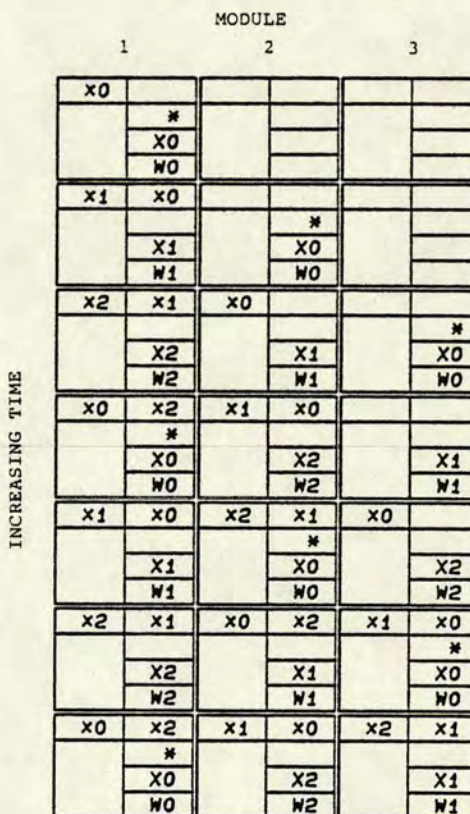 MODULE
1 2 3
INCREASING TIME
x0
*
X0
W0
x1 x0
*
X1 X0
W1 W0
x2 x1 x0
*
X2 X1 X0
W2 W1 W0
x0 x2 x1 x0
*
X0 X2 X1
W0 W2 W1
x1 x0 x2 x1 x0
*
X1 X0 X2
W1 W0 W2
x2 x1 x0 x2 x1 x0
*
X2 X1 X0
W2 W1 W0
x0 x2 x1 x0 x2 x1
*
X0 X2 X1
W0 W2 W1